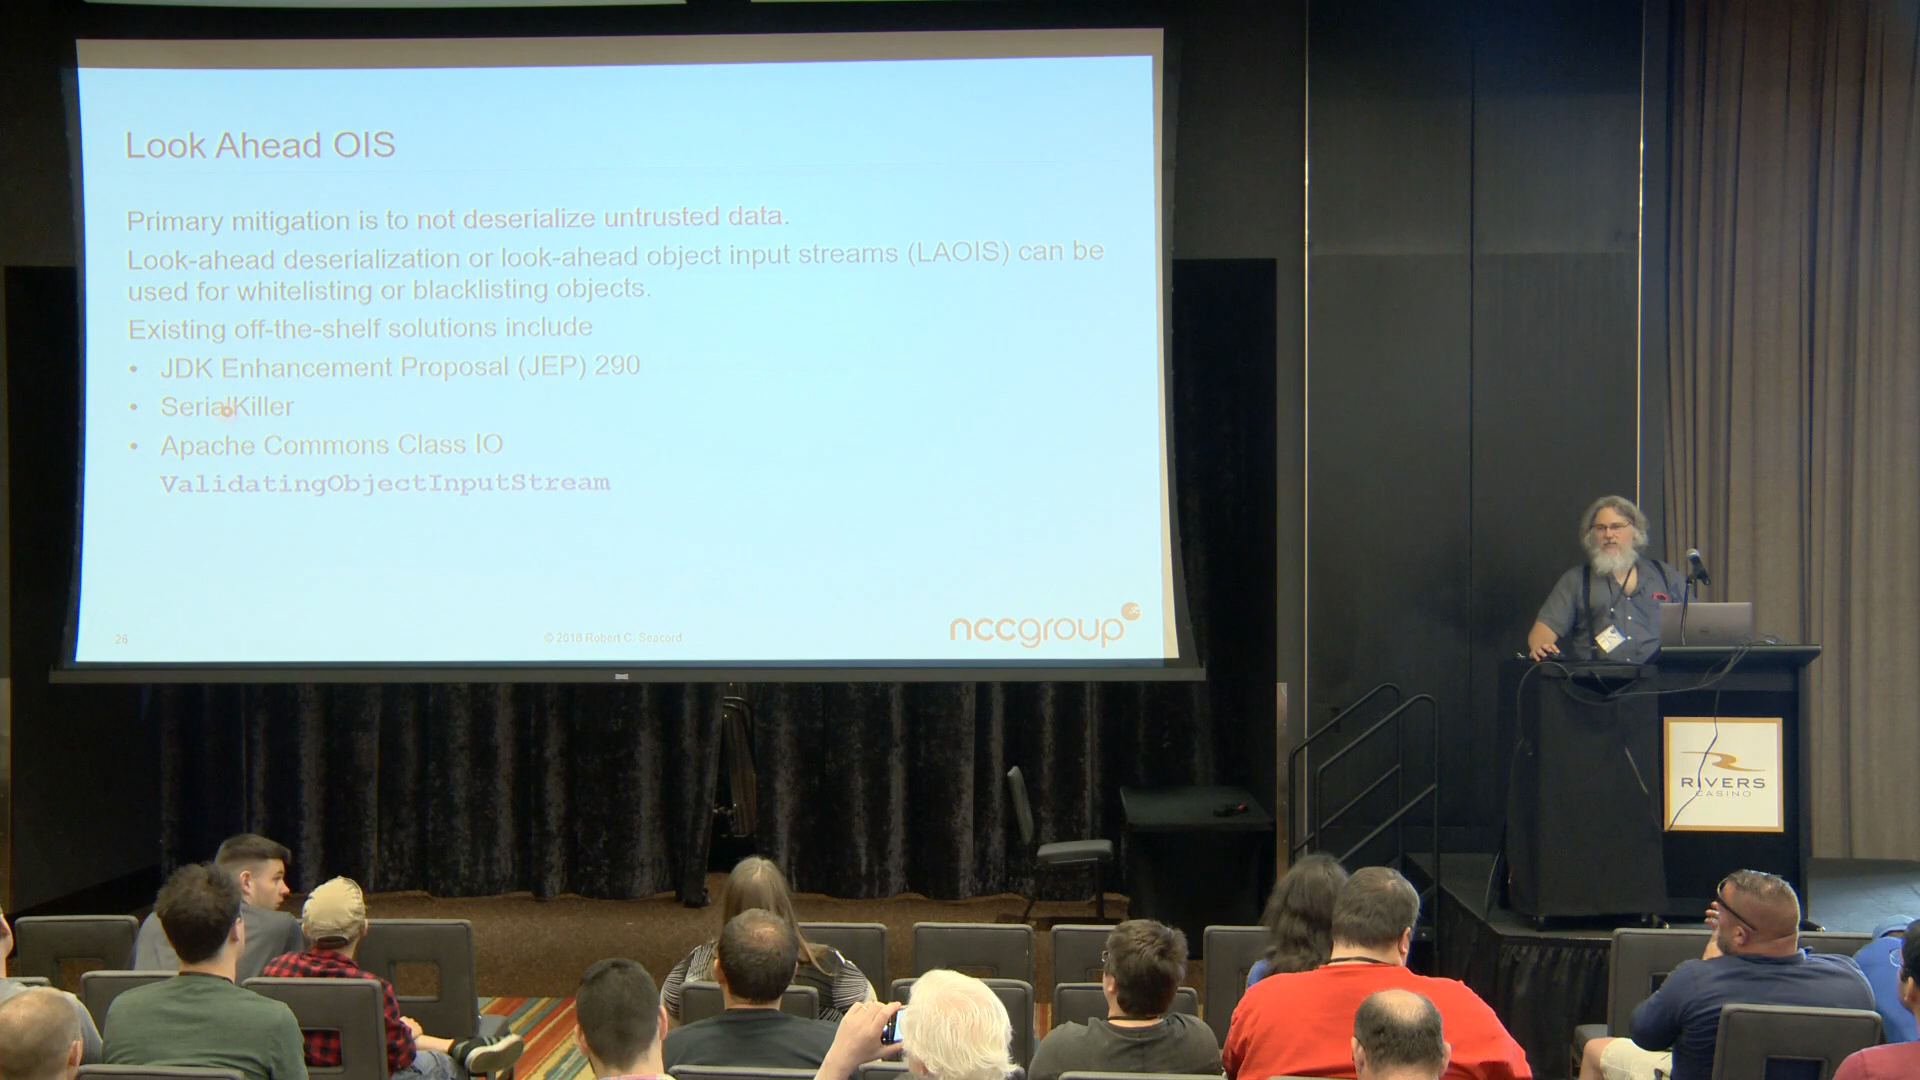 Look Ahead OIS
Primary mitigation is to not deserialize untrusted data.
Look-ahead deserialization or look-ahead object input streams (LAOIS) can be
used for whitelisting or blacklisting objects.
Existing off-the-shelf solutions include
• JDK Enhancement Proposal (JEP) 290
• SerialKiller
• Apache Commons Class IO
ValidatingObjectInputStream
26
© 2018 Robert C. Seacord
nccgroup
RIVERS
CASINO